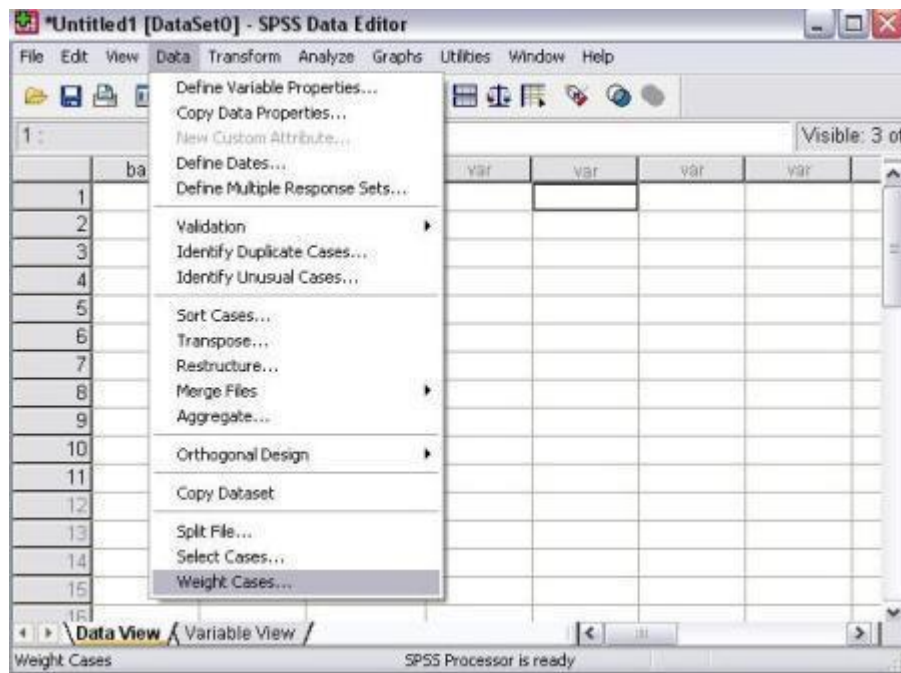 *Untitled1 [DataSet0] - SPSS Data Editor
File Edit View Data Transform Analyze Graphs Utilities Window Help
Define Variable Properties...
Copy Data Properties...
New Custom Attribute...
Define Dates...
Define Multiple Response Sets...
Validation
Identify Duplicate Cases...
Identify Unusual Cases...
Sort Cases...
Transpose...
Restructure...
Merge Files
Aggregate...
Orthogonal Design
Copy Dataset
Split File...
Select Cases...
Weight Cases...
1 :
Visible: 3 of
ba var var var var
1
2
3
4
5
6
7
8
9
10
11
12
13
14
15
16
Data View Variable View
Weight Cases SPSS Processor is ready